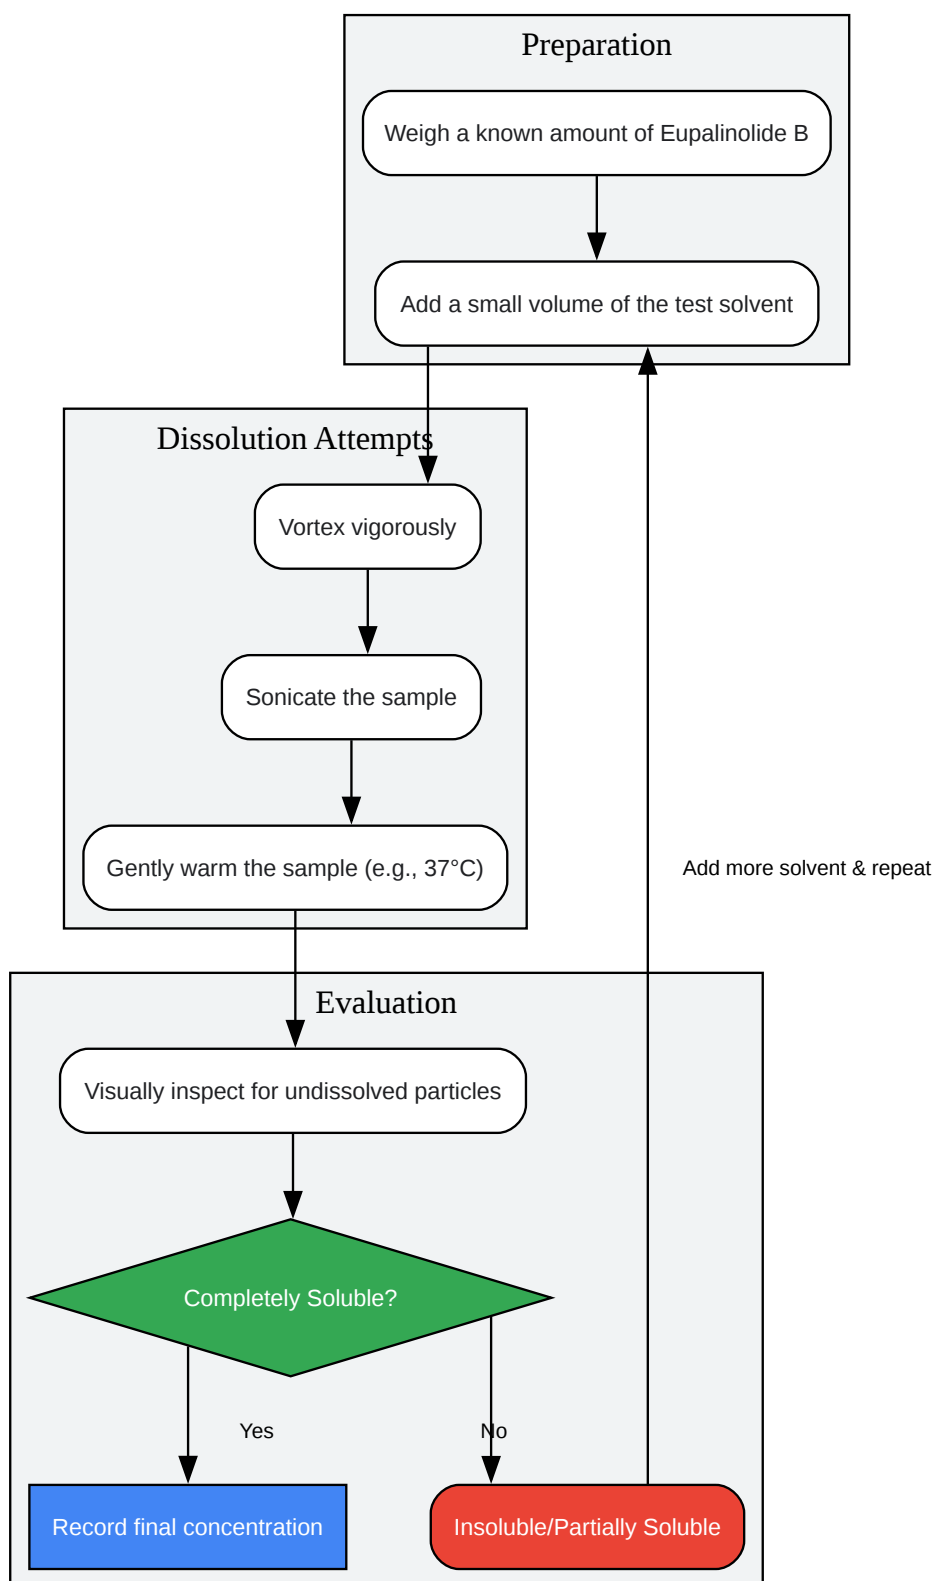 Preparation
Weigh a known amount of Eupalinolide B
Add a small volume of the test solvent
Dissolution Attempts
Vortex vigorously
Sonicate the sample
Gently warm the sample (e.g., 37°C)
Add more solvent & repeat
Evaluation
Visually inspect for undissolved particles
Completely Soluble?
Yes
No
Record final concentration
Insoluble/Partially Soluble